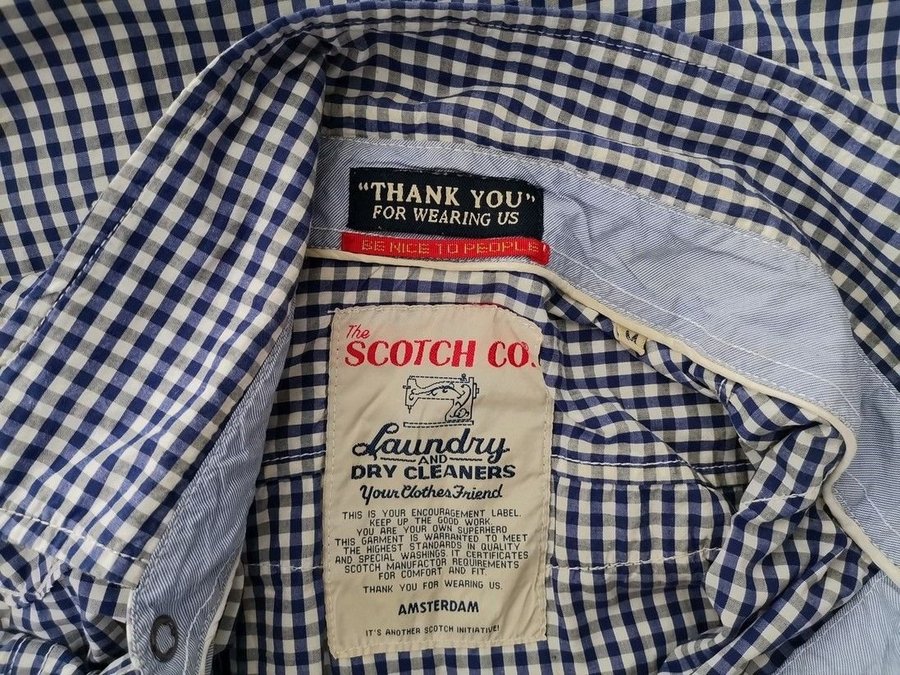 "THANK YOU"
FOR WEARING US
BE NICE TO PEOPLE
M
The
SCOTCH CO.
Laundry
AND
DRY CLEANERS
Your Clothes Friend
THIS IS YOUR ENCOURAGEMENT LABEL.
KEEP UP THE GOOD WORK
YOU ARE YOUR OWN SUPERHERO
THIS GARMENT IS WARRANTED TO MEET
THE HIGHEST STANDARDS IN QUALITY
AND SPECIAL WASHINGS. IT CERTIFICATES
SCOTCH MANUFACTOR REQUIREMENTS
FOR COMFORT AND FIT.
THANK YOU FOR WEARING US.
AMSTERDAM
IT'S ANOTHER SCOTCH INITIATIVE!